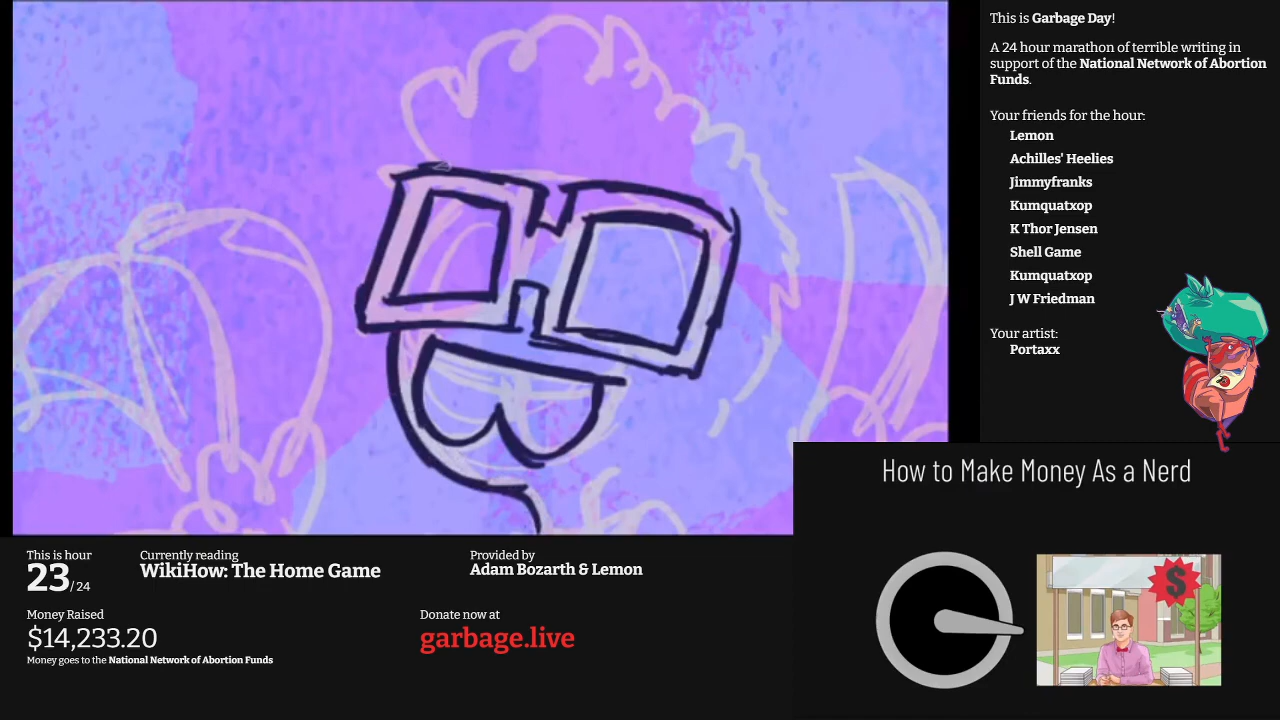 This is Garbage Day!
A 24 hour marathon of terrible writing in
support of the National Network of Abortion
Funds.
Your friends for the hour:
Lemon
Achilles' Heelies
Jimmyfranks
Kumquatxop
K Thor Jensen
Shell Game
Kumquatxop
J W Friedman
Your artist:
Portaxx
How to Make Money As a Nerd
$
This is hour
23/24
Currently reading
WikiHow: The Home Game
Provided by
Adam Bozarth & Lemon
Money Raised
$14,233.20
Money goes to the National Network of Abortion Funds
Donate now at
garbage.live